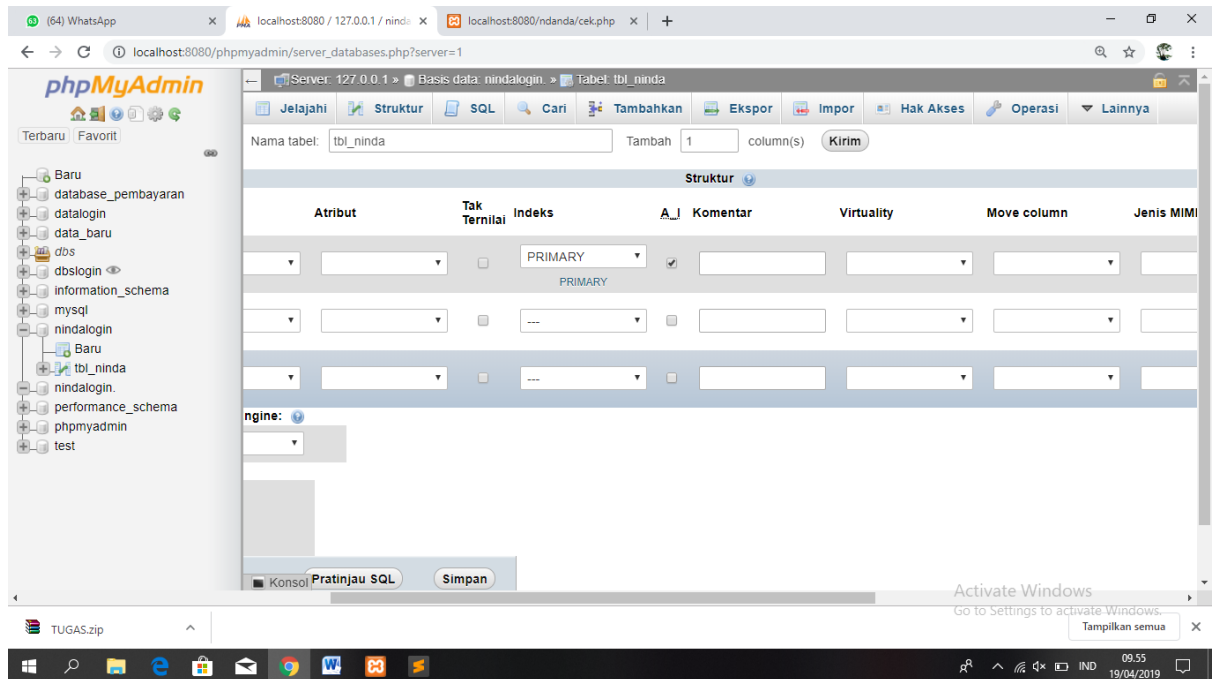 (64) WhatsApp
localhost:8080 / 127.0.0.1 / ninda
localhost:8080/ndanda/cek.php
localhost:8080/phpmyadmin/server_databases.php?server=1
phpMyAdmin
Terbaru Favorit
Baru
database_pembayaran
datalogin
data_baru
dbs
dbslogin
information_schema
mysql
nindalogin
Baru
tbl_ninda
nindalogin.
performance_schema
phpmyadmin
test
Server: 127.0.0.1 » Basis data: nindalogin. » Tabel: tbl_ninda
Jelajahi Struktur SQL Cari Tambahkan Ekspor Impor Hak Akses Operasi Lainnya
Nama tabel: tbl_ninda Tambah 1 column(s) Kirim
Struktur
Atribut Tak Ternilai Indeks A_I Komentar Virtuality Move column Jenis MIM
PRIMARY
PRIMARY
---
---
ngine:
Konsol Pratinjau SQL Simpan
Activate Windows
Go to Settings to activate Windows.
TUGAS.zip
Tampilkan semua
IND
09.55
19/04/2019